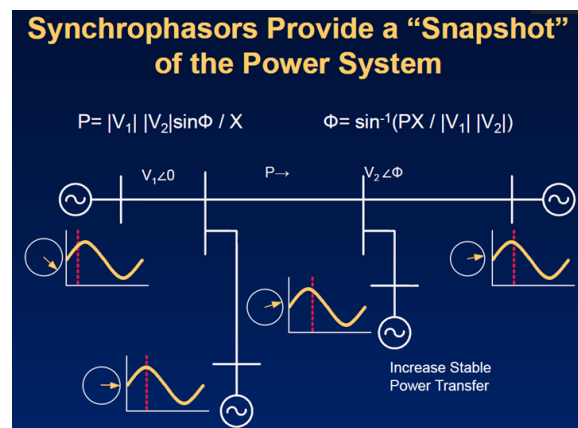 Synchrophasors Provide a “Snapshot”
of the Power System
P= |V₁| |V₂|sinΦ / X Φ= sin⁻¹(PX / |V₁| |V₂|)
V₁∠0 P→ V₂∠Φ
Increase Stable
Power Transfer